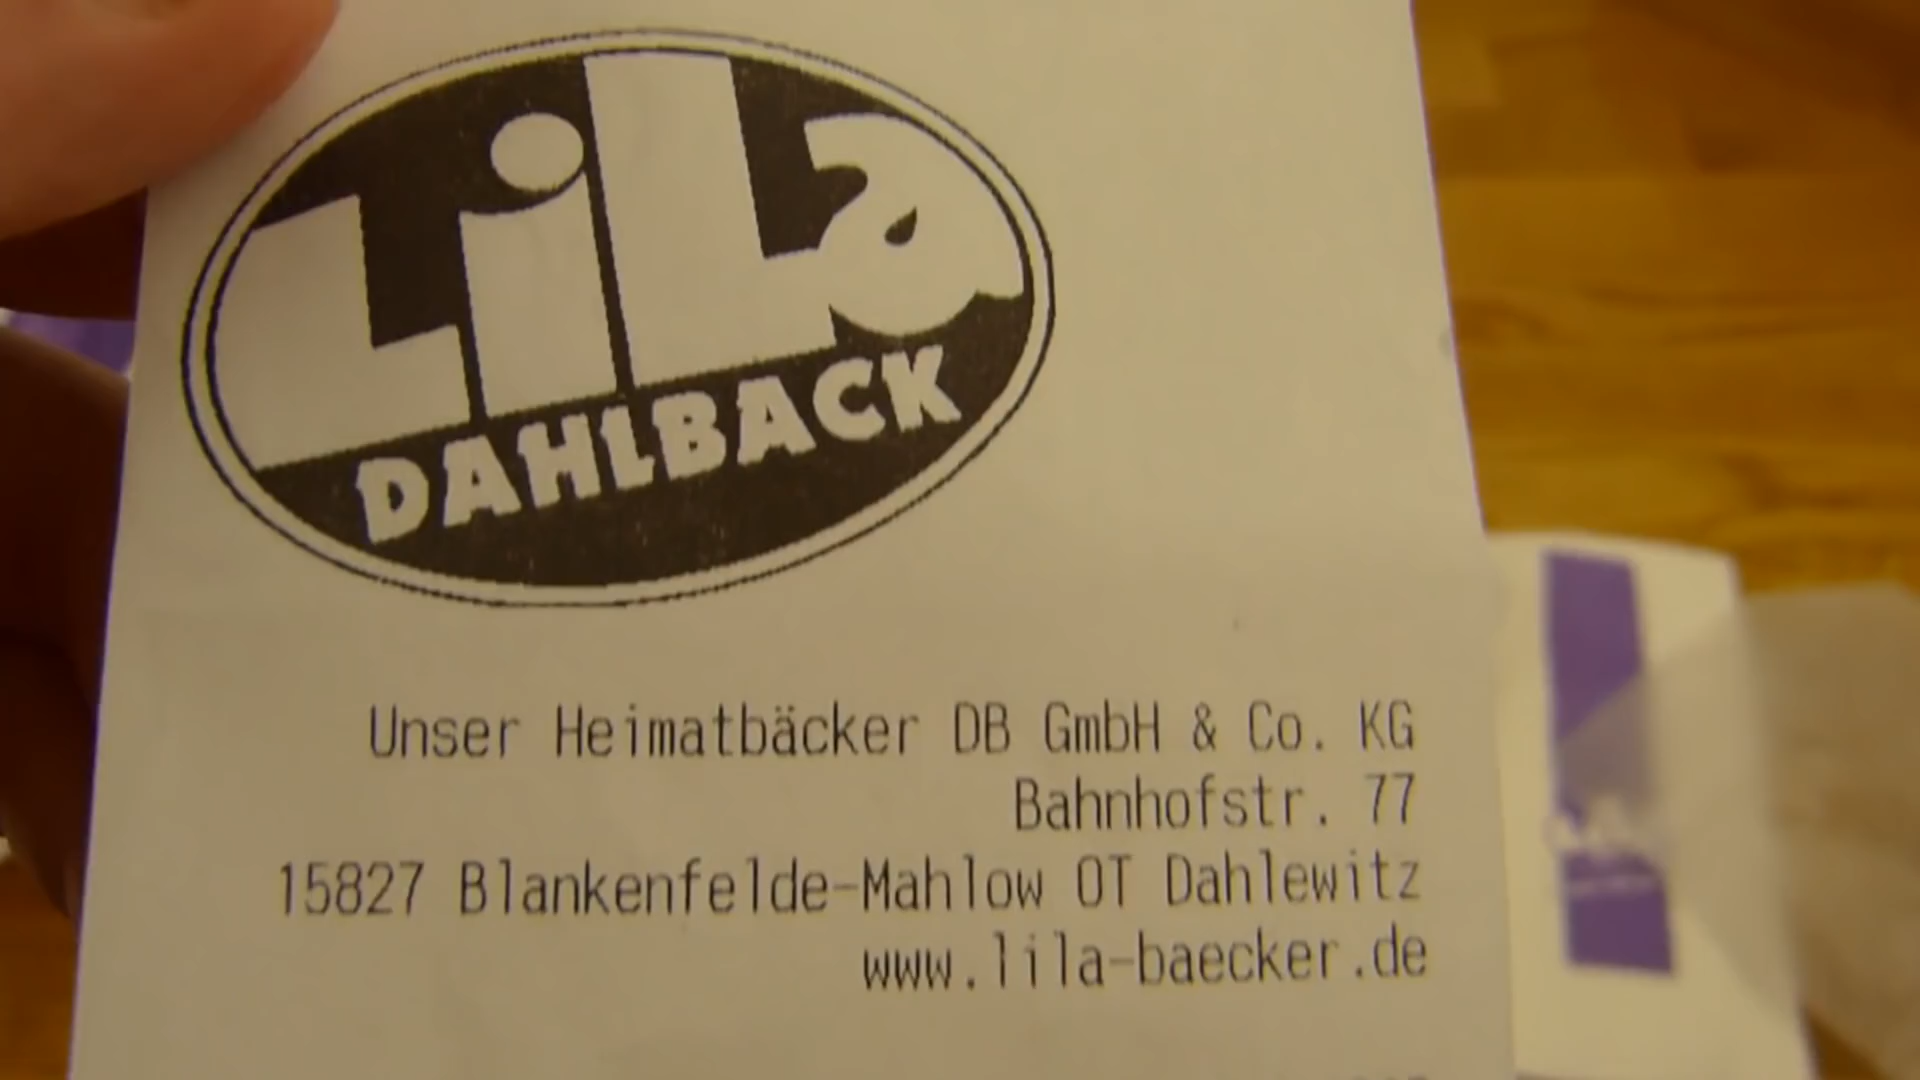 LiLa
DAHLBACK
Unser Heimatbäcker DB GmbH & Co. KG
Bahnhofstr. 77
15827 Blankenfelde-Mahlow OT Dahlewitz
www.lila-baecker.de